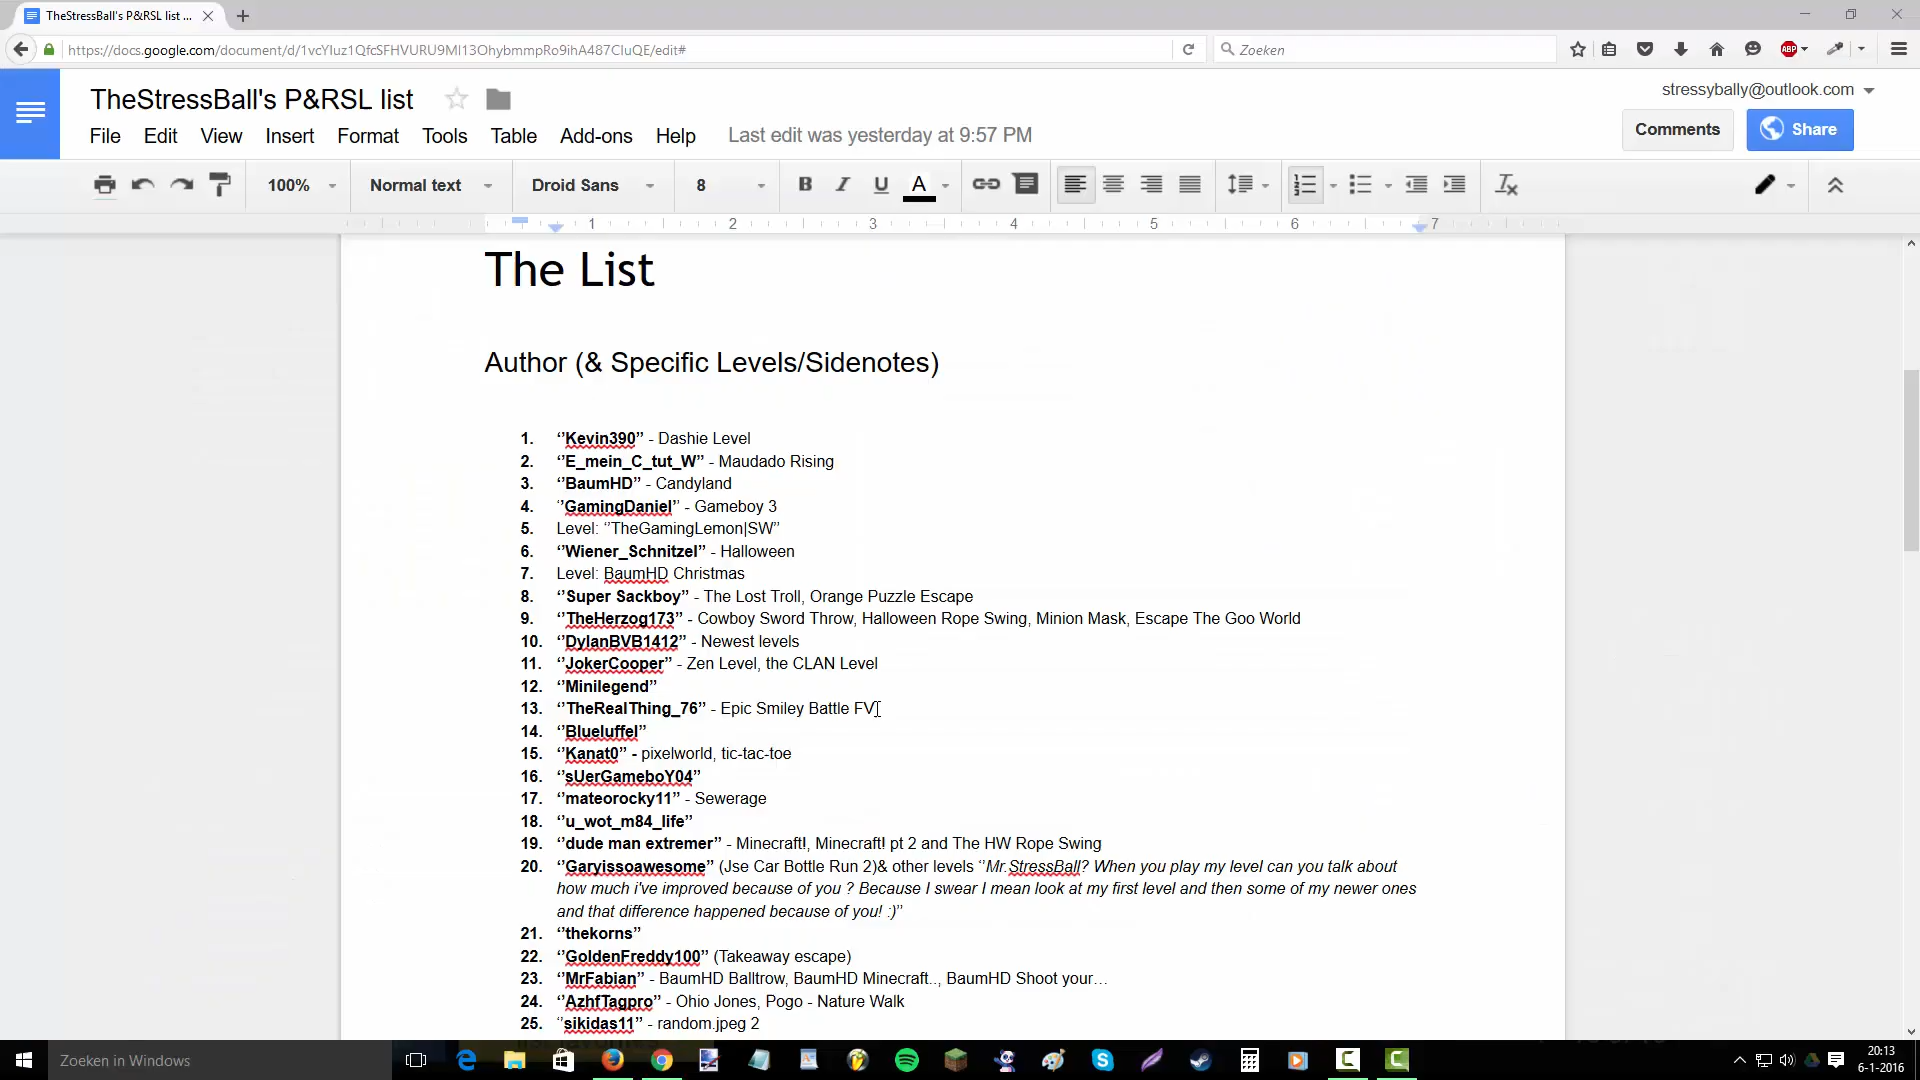 TheStressBall's P&RSL list ...
https://docs.google.com/document/d/1vcYIuz1QfcSFHVURU9MI13OhybmmpRo9ihA487CIuQE/edit#
Zoeken
ABP
TheStressBall's P&RSL list
stressybally@outlook.com
File Edit View Insert Format Tools Table Add-ons Help Last edit was yesterday at 9:57 PM
Comments Share
100% Normal text Droid Sans 8 B I U A
1 2 3 4 5 6 7
The List
Author (& Specific Levels/Sidenotes)
1. ‘’Kevin390’’ - Dashie Level
2. ‘’E_mein_C_tut_W’’ - Maudado Rising
3. ‘’BaumHD’’ - Candyland
4. ‘’GamingDaniel’’ - Gameboy 3
5. Level: ‘’TheGamingLemon|SW’’
6. ‘’Wiener_Schnitzel’’ - Halloween
7. Level: BaumHD Christmas
8. ‘’Super Sackboy’’ - The Lost Troll, Orange Puzzle Escape
9. ‘’TheHerzog173’’ - Cowboy Sword Throw, Halloween Rope Swing, Minion Mask, Escape The Goo World
10. ‘’DylanBVB1412’’ - Newest levels
11. ‘’JokerCooper’’ - Zen Level, the CLAN Level
12. ‘’Minilegend’’
13. ‘’TheRealThing_76’’ - Epic Smiley Battle FV
14. ‘’Blueluffel’’
15. ‘’Kanat0’’ - pixelworld, tic-tac-toe
16. ‘’sUerGameboY04’’
17. ‘’mateorocky11’’ - Sewerage
18. ‘’u_wot_m84_life’’
19. ‘’dude man extremer’’ - Minecraft!, Minecraft! pt 2 and The HW Rope Swing
20. ‘’Garyissoawesome’’ (Jse Car Bottle Run 2)& other levels ‘’Mr.StressBall? When you play my level can you talk about
how much i've improved because of you ? Because I swear I mean look at my first level and then some of my newer ones
and that difference happened because of you! :)’’
21. ‘’thekorns’’
22. ‘’GoldenFreddy100’’ (Takeaway escape)
23. ‘’MrFabian’’ - BaumHD Balltrow, BaumHD Minecraft.., BaumHD Shoot your…
24. ‘’AzhfTagpro’’ - Ohio Jones, Pogo - Nature Walk
25. ‘’sikidas11’’ - random.jpeg 2
Zoeken in Windows
20:13
6-1-2016